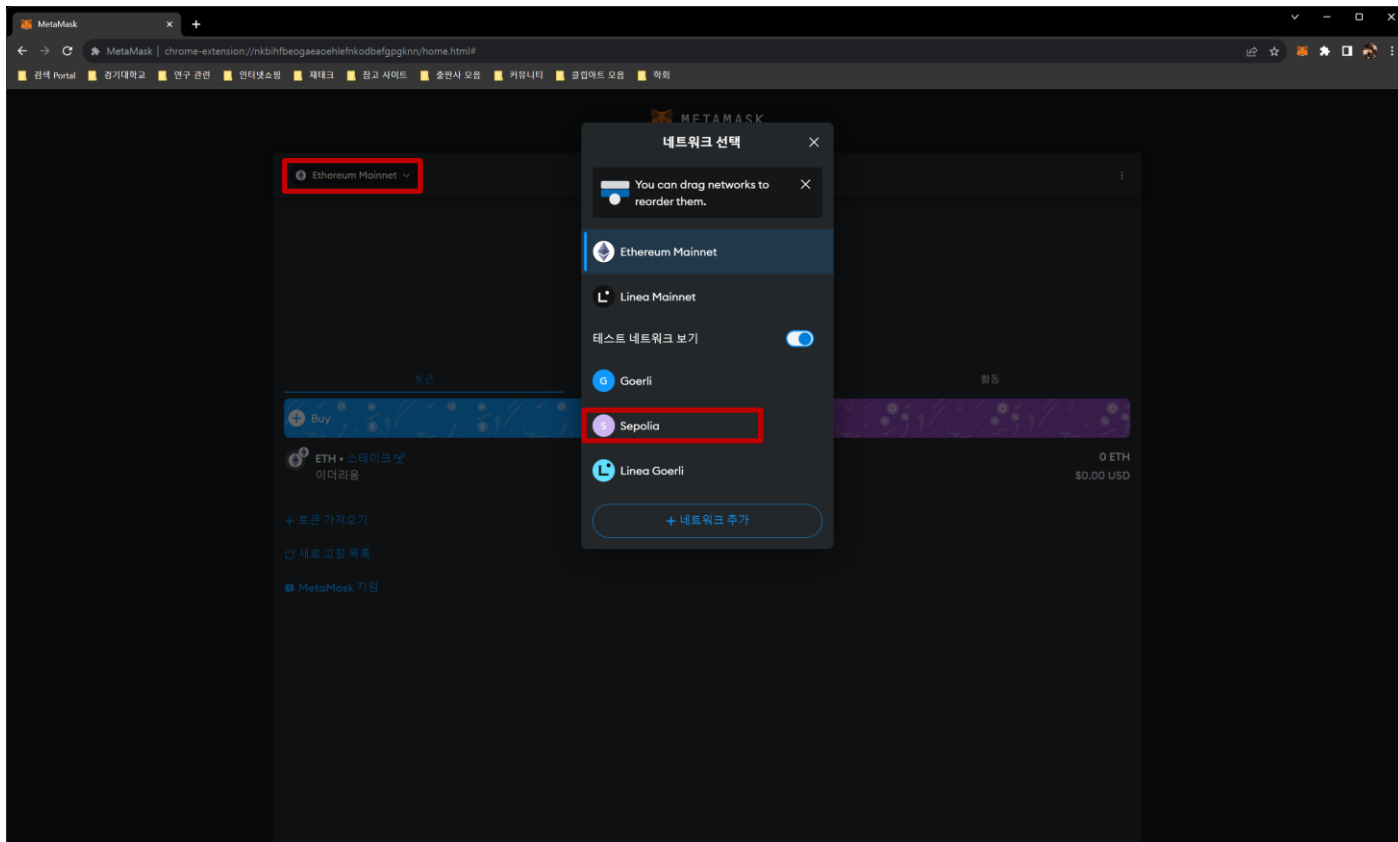 MetaMask
MetaMask | chrome-extension://nkbihfbeogaeaoehlefnkodbefgpgknn/home.html#
검색 Portal 경기대학교 연구 관련 인터넷쇼핑 재테크 참고 사이트 출판사 모음 커뮤니티 클립아트 모음 학회
METAMASK
네트워크 선택
Ethereum Mainnet
You can drag networks to
reorder them.
Ethereum Mainnet
Linea Mainnet
테스트 네트워크 보기
토큰
활동
G Goerli
Buy
S Sepolia
ETH • 스테이크
이더리움
0 ETH
$0.00 USD
Linea Goerli
+ 토큰 가져오기
+ 네트워크 추가
새로 고침 목록
MetaMask 지원